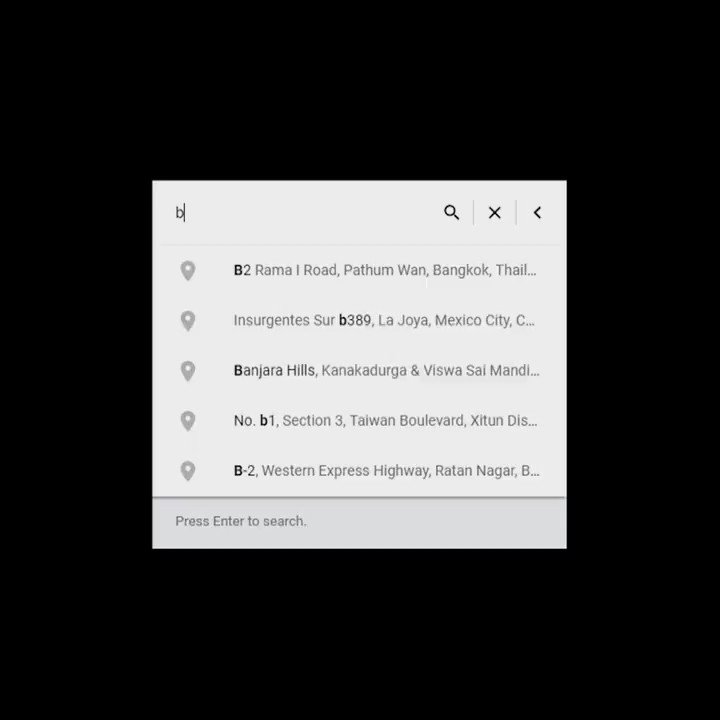 b
B2 Rama I Road, Pathum Wan, Bangkok, Thail...
Insurgentes Sur b389, La Joya, Mexico City, C...
Banjara Hills, Kanakadurga & Viswa Sai Mandi...
No. b1, Section 3, Taiwan Boulevard, Xitun Dis...
B-2, Western Express Highway, Ratan Nagar, B...
Press Enter to search.